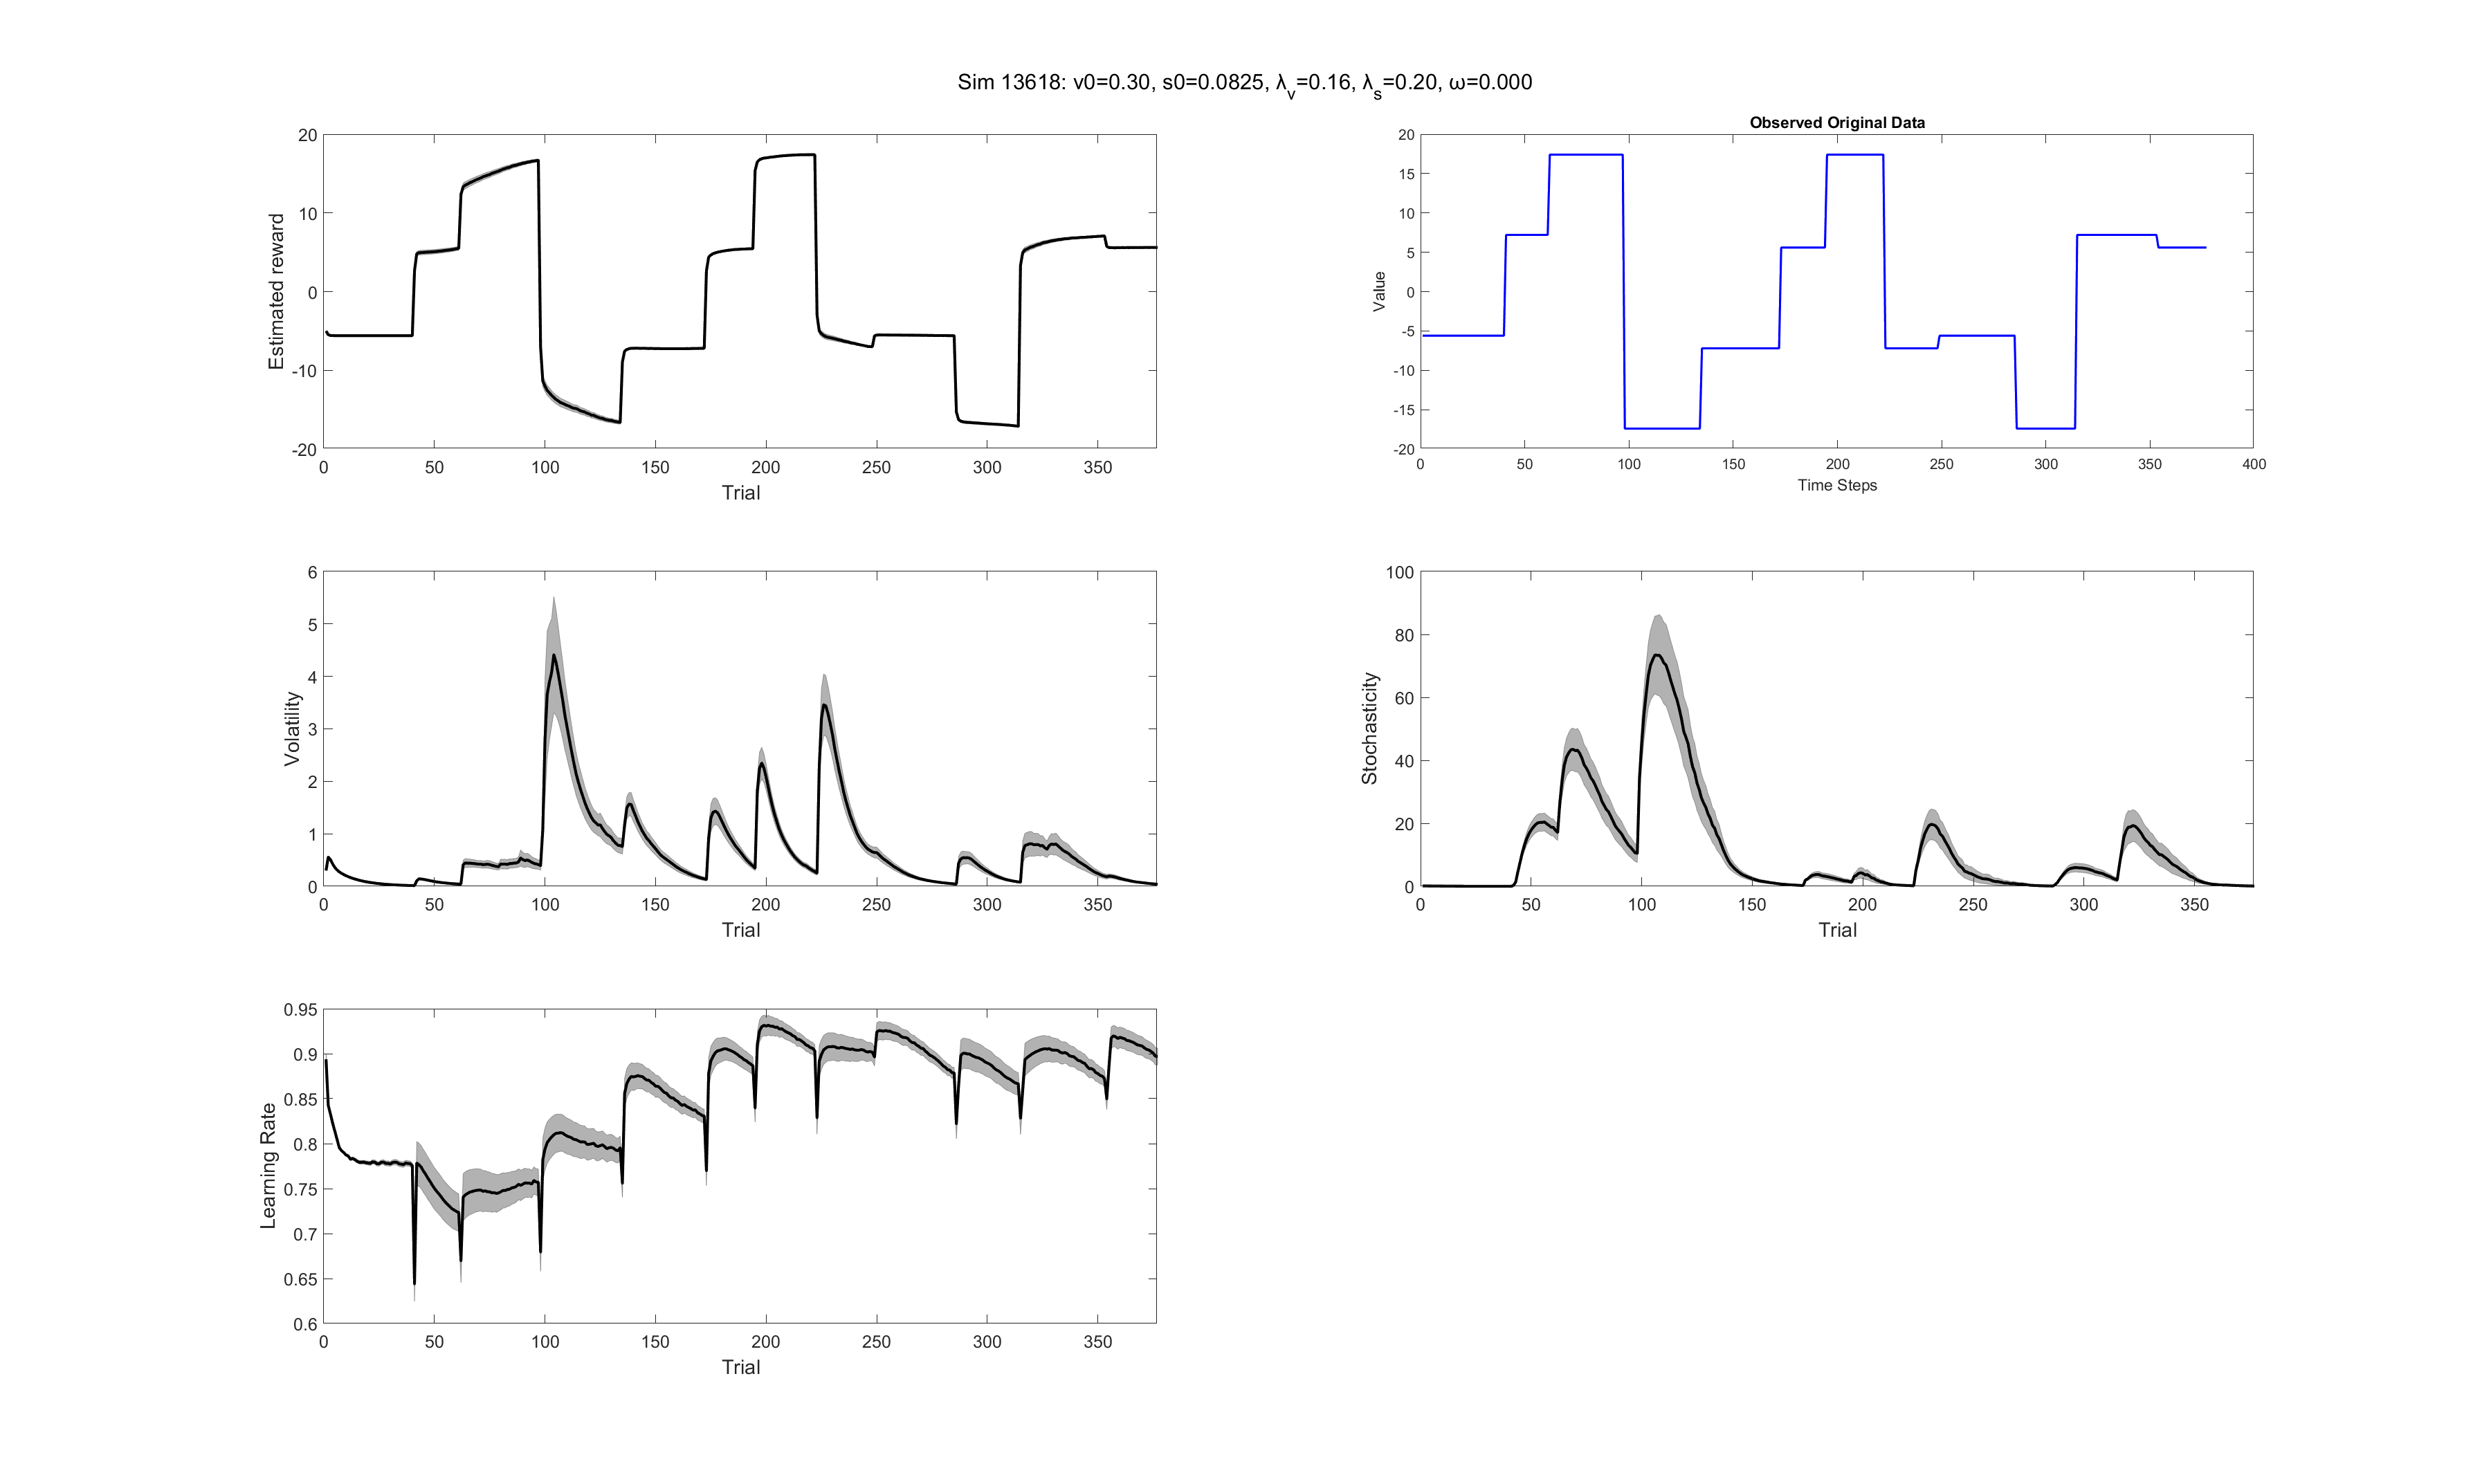 Sim 13618: v0=0.30, s0=0.0825, λ_v=0.16, λ_s=0.20, ω=0.000
Estimated reward
20
10
0
-10
-20
0 50 100 150 200 250 300 350
Trial
Observed Original Data
Value
20
15
10
5
0
-5
-10
-15
-20
0 50 100 150 200 250 300 350 400
Time Steps
Volatility
6
5
4
3
2
1
0
0 50 100 150 200 250 300 350
Trial
Stochasticity
100
80
60
40
20
0
0 50 100 150 200 250 300 350
Trial
Learning Rate
0.95
0.9
0.85
0.8
0.75
0.7
0.65
0.6
0 50 100 150 200 250 300 350
Trial